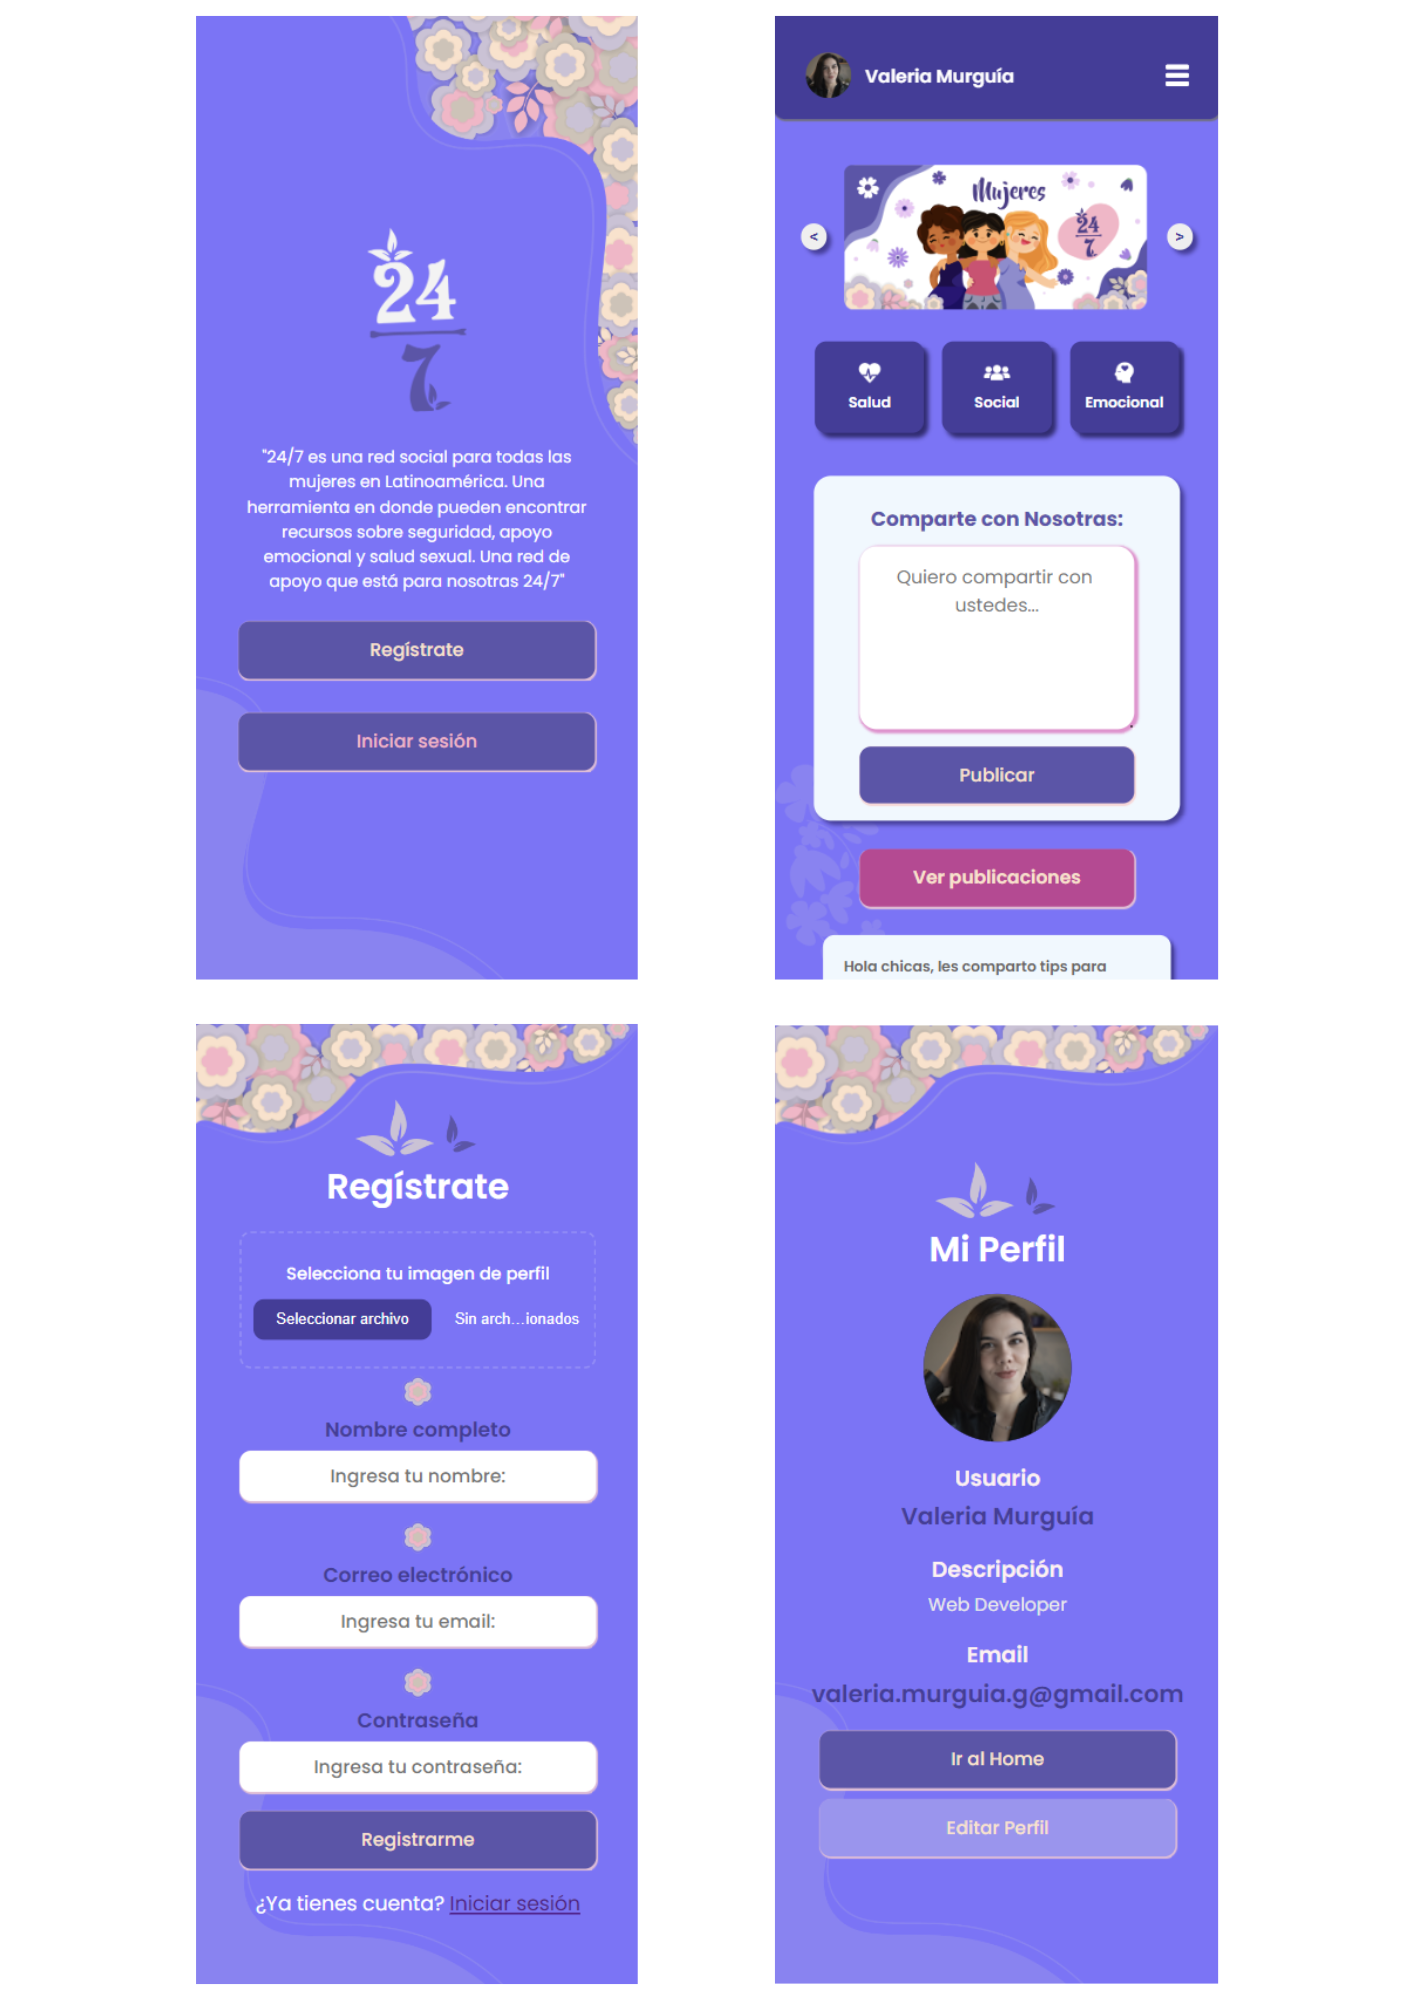 24
7
"24/7 es una red social para todas las
mujeres en Latinoamérica. Una
herramienta en donde pueden encontrar
recursos sobre seguridad, apoyo
emocional y salud sexual. Una red de
apoyo que está para nosotras 24/7"
Regístrate
Iniciar sesión
Valeria Murguía
Mujeres
24
7
<
>
Salud
Social
Emocional
Comparte con Nosotras:
Quiero compartir con
ustedes...
Publicar
Ver publicaciones
Hola chicas, les comparto tips para
Regístrate
Selecciona tu imagen de perfil
Seleccionar archivo
Sin arch...ionados
Nombre completo
Ingresa tu nombre:
Correo electrónico
Ingresa tu email:
Contraseña
Ingresa tu contraseña:
Registrarme
¿Ya tienes cuenta? Iniciar sesión
Mi Perfil
Usuario
Valeria Murguía
Descripción
Web Developer
Email
valeria.murguia.g@gmail.com
Ir al Home
Editar Perfil